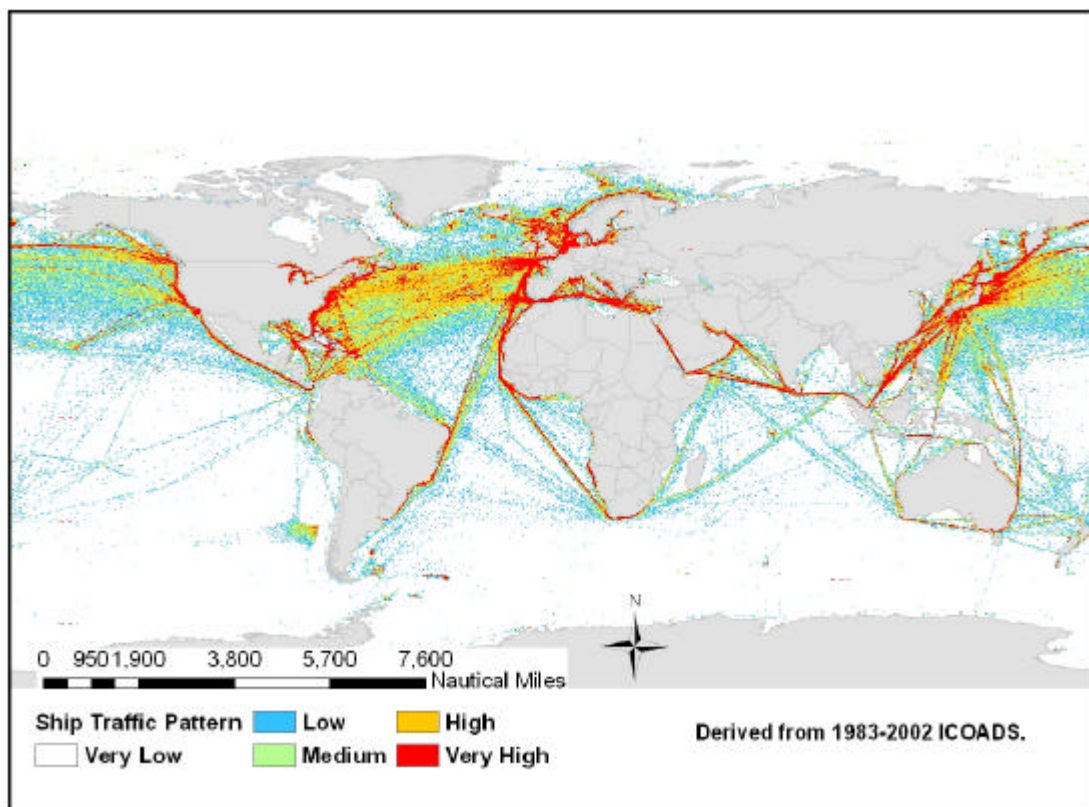 N
0 950 1,900 3,800 5,700 7,600
Nautical Miles
Ship Traffic Pattern Low High
Very Low Medium Very High
Derived from 1983-2002 ICOADS.